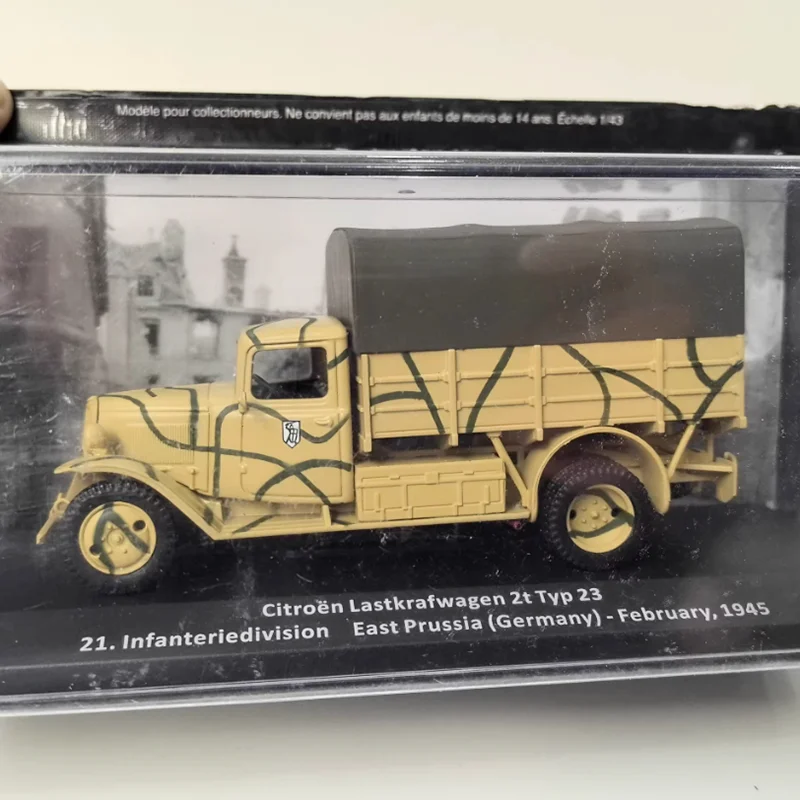 Modèle pour collectionneurs. Ne convient pas aux enfants de moins de 14 ans. Échelle 1/43
Citroën Lastkrafwagen 2t Typ 23
21. Infanteriedivision East Prussia (Germany) - February, 1945